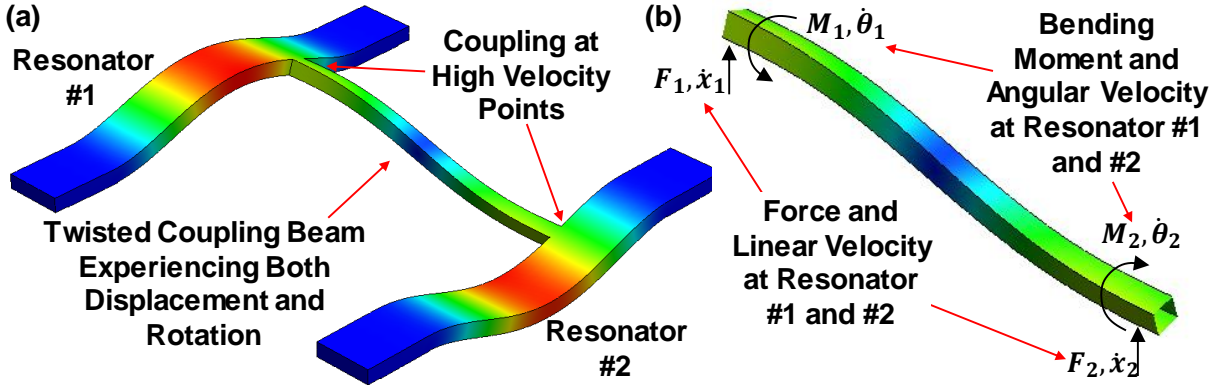 (a)
Resonator
#1
Coupling at
High Velocity
Points
Twisted Coupling Beam
Experiencing Both
Displacement and
Rotation
Resonator
#2
(b)
M₁, θ̇₁
F₁, ẋ₁
Bending
Moment and
Angular Velocity
at Resonator #1
and #2
Force and
Linear Velocity
at Resonator
#1 and #2
M₂, θ̇₂
F₂, ẋ₂